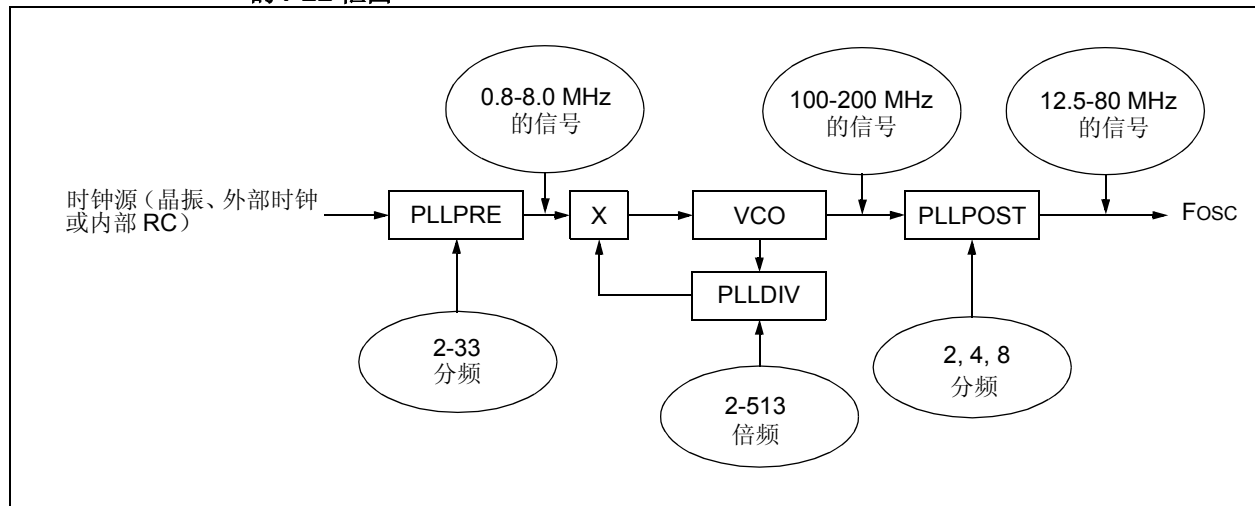 的 PLL 框图
0.8-8.0 MHz
的信号
100-200 MHz
的信号
12.5-80 MHz
的信号
时钟源（晶振、外部时钟
或内部 RC）
PLLPRE
X
VCO
PLLPOST
FOSC
PLLDIV
2-33
分频
2, 4, 8
分频
2-513
倍频